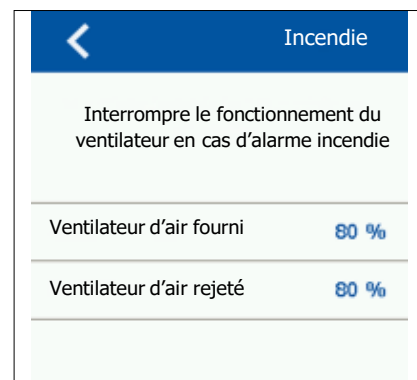 Incendie
Interrompre le fonctionnement du
ventilateur en cas d'alarme incendie
Ventilateur d'air fourni 80 %
Ventilateur d'air rejeté 80 %